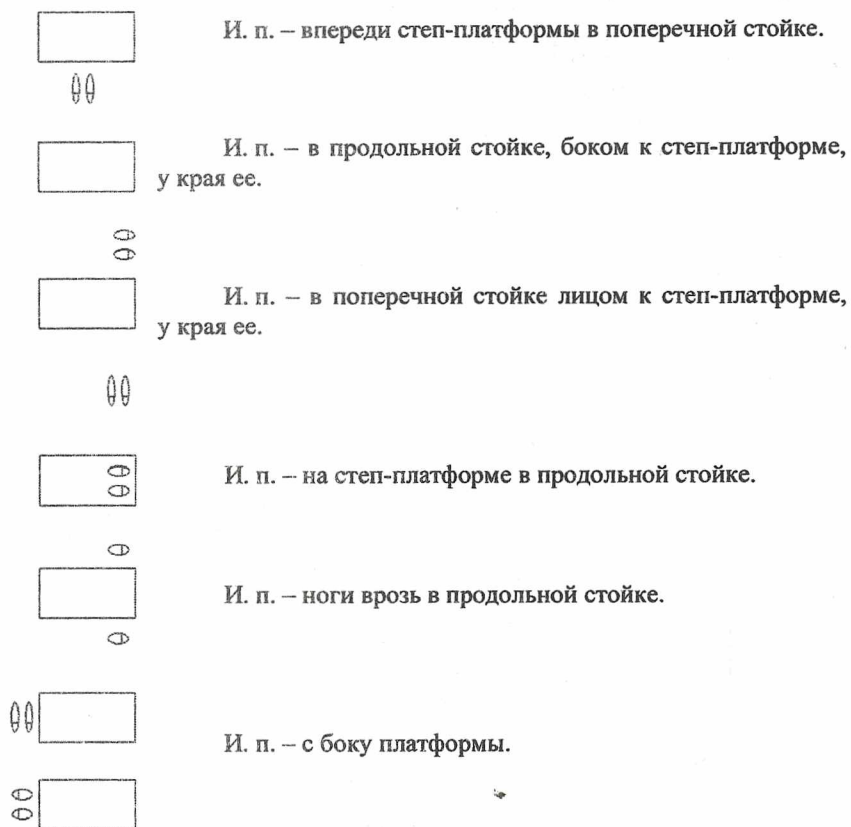 И. п. – впереди степ-платформы в поперечной стойке.
И. п. – в продольной стойке, боком к степ-платформе,
у края ее.
И. п. – в поперечной стойке лицом к степ-платформе,
у края ее.
И. п. – на степ-платформе в продольной стойке.
И. п. – ноги врозь в продольной стойке.
И. п. – с боку платформы.